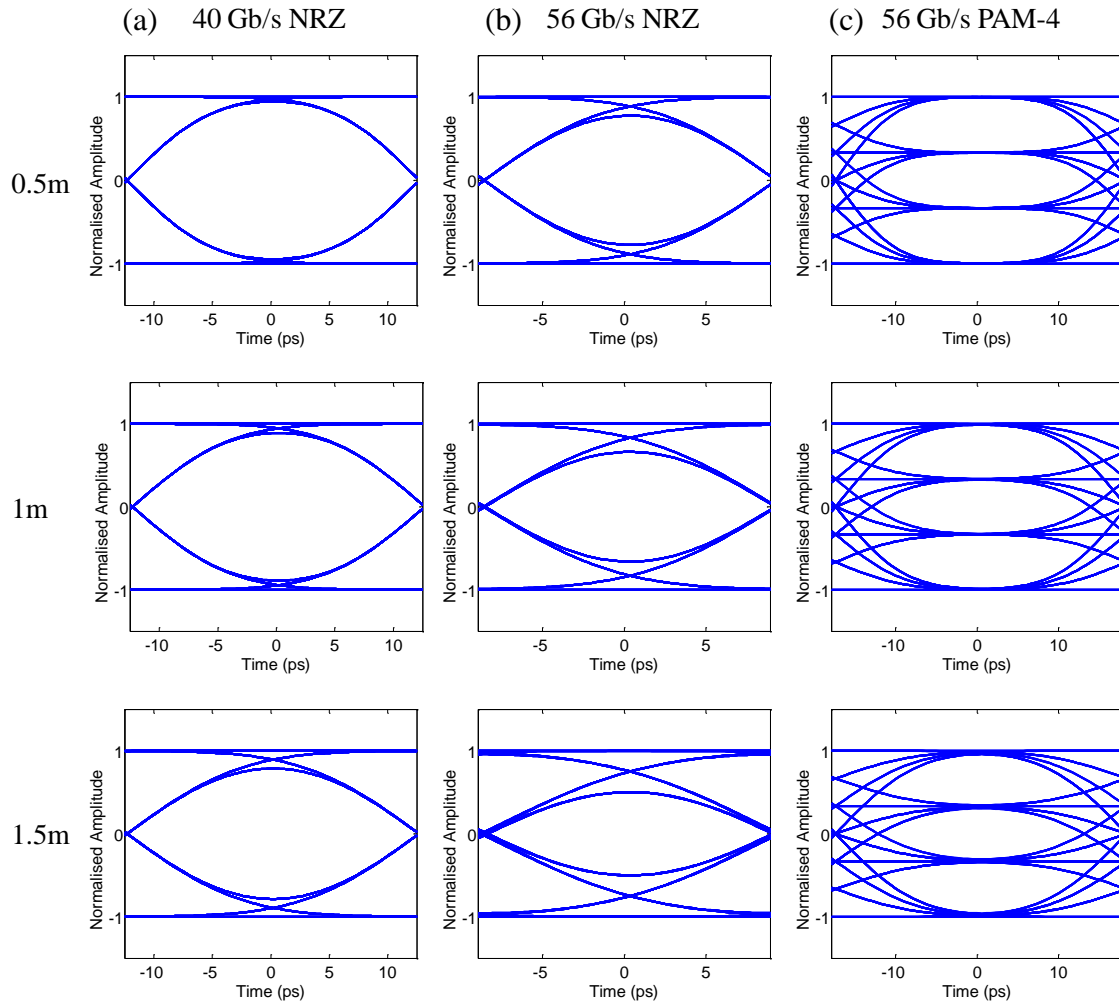 (a) 40 Gb/s NRZ
(b) 56 Gb/s NRZ
(c) 56 Gb/s PAM-4
0.5m
Normalised Amplitude
1
0
-1
-10 -5 0 5 10
Time (ps)
Normalised Amplitude
1
0
-1
-5 0 5
Time (ps)
Normalised Amplitude
1
0
-1
-10 0 10
Time (ps)
1m
Normalised Amplitude
1
0
-1
-10 -5 0 5 10
Time (ps)
Normalised Amplitude
1
0
-1
-5 0 5
Time (ps)
Normalised Amplitude
1
0
-1
-10 0 10
Time (ps)
1.5m
Normalised Amplitude
1
0
-1
-10 -5 0 5 10
Time (ps)
Normalised Amplitude
1
0
-1
-5 0 5
Time (ps)
Normalised Amplitude
1
0
-1
-10 0 10
Time (ps)